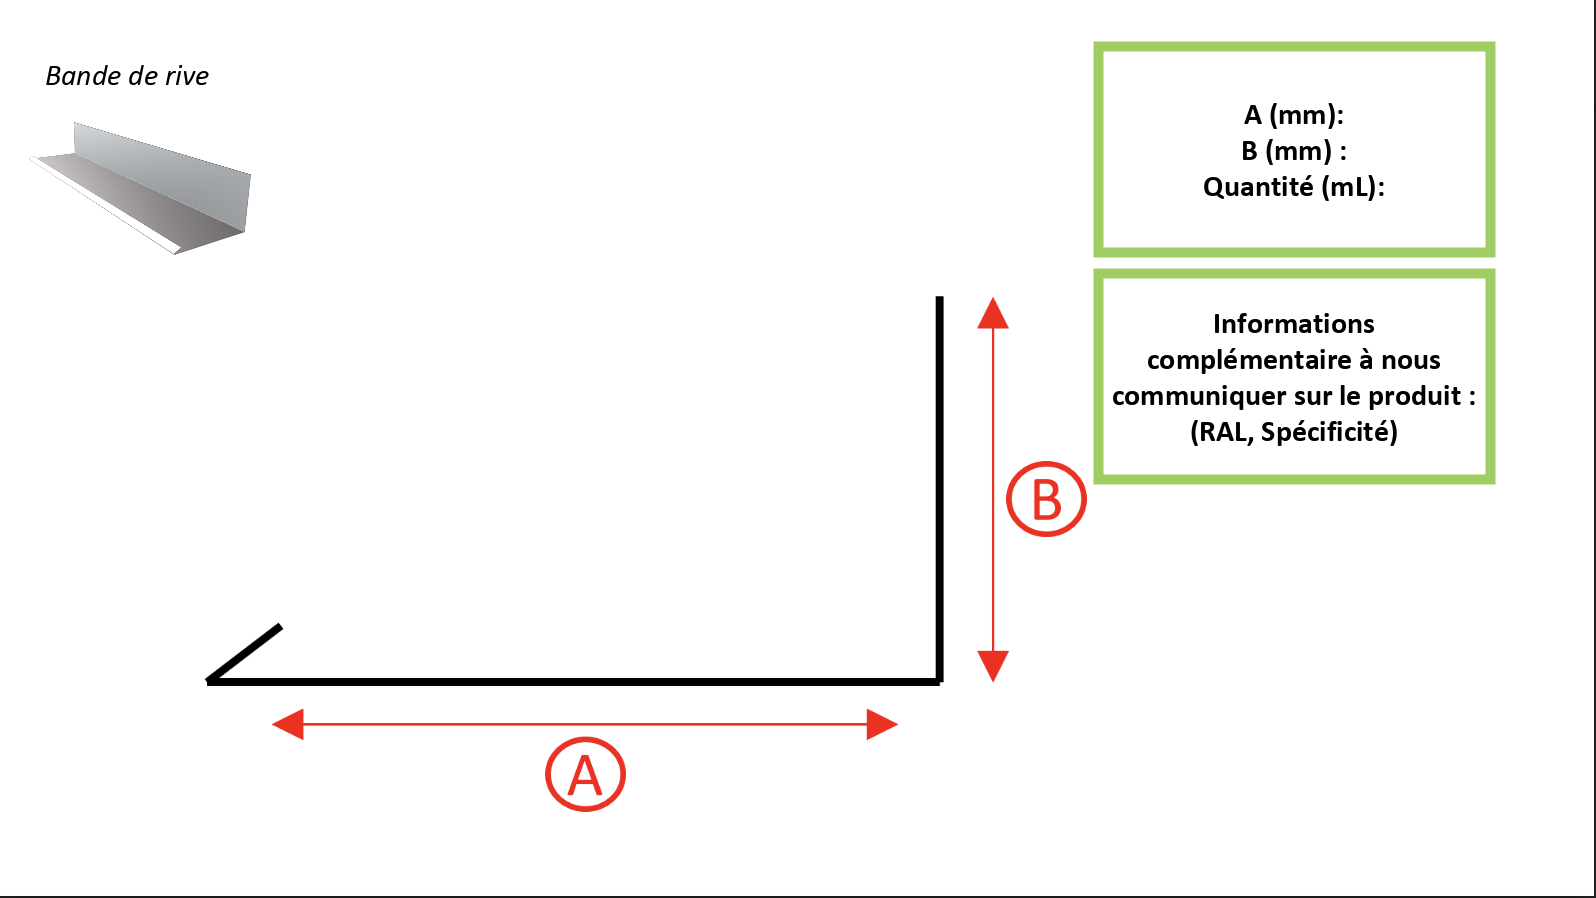 Bande de rive
A (mm):
B (mm) :
Quantité (mL):
Informations
complémentaire à nous
communiquer sur le produit :
(RAL, Spécificité)
B
A